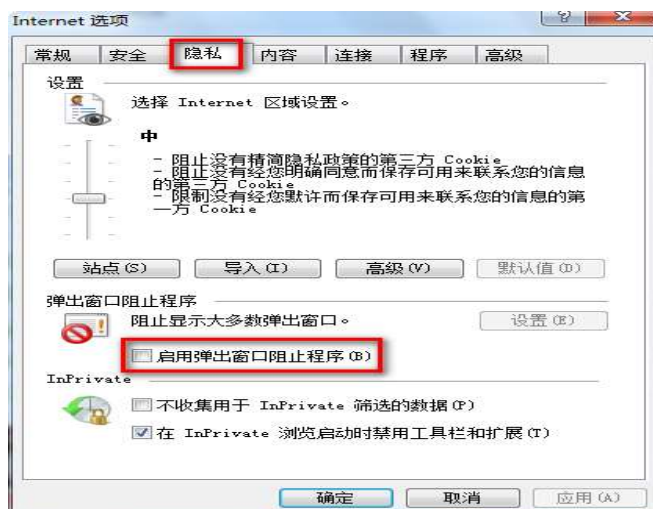 Internet 选项
常规 安全 隐私 内容 连接 程序 高级
设置
选择 Internet 区域设置。
中
- 阻止没有精简隐私政策的第三方 Cookie
- 阻止没有经您明确同意而保存可用来联系您的信息
的第三方 Cookie
- 限制没有经您默许而保存可用来联系您的信息的第
一方 Cookie
站点(S) 导入(I) 高级(V) 默认值(D)
弹出窗口阻止程序
阻止显示大多数弹出窗口。 设置(E)
启用弹出窗口阻止程序(B)
InPrivate
不收集用于 InPrivate 筛选的数据(P)
在 InPrivate 浏览启动时禁用工具栏和扩展(T)
确定 取消 应用(A)